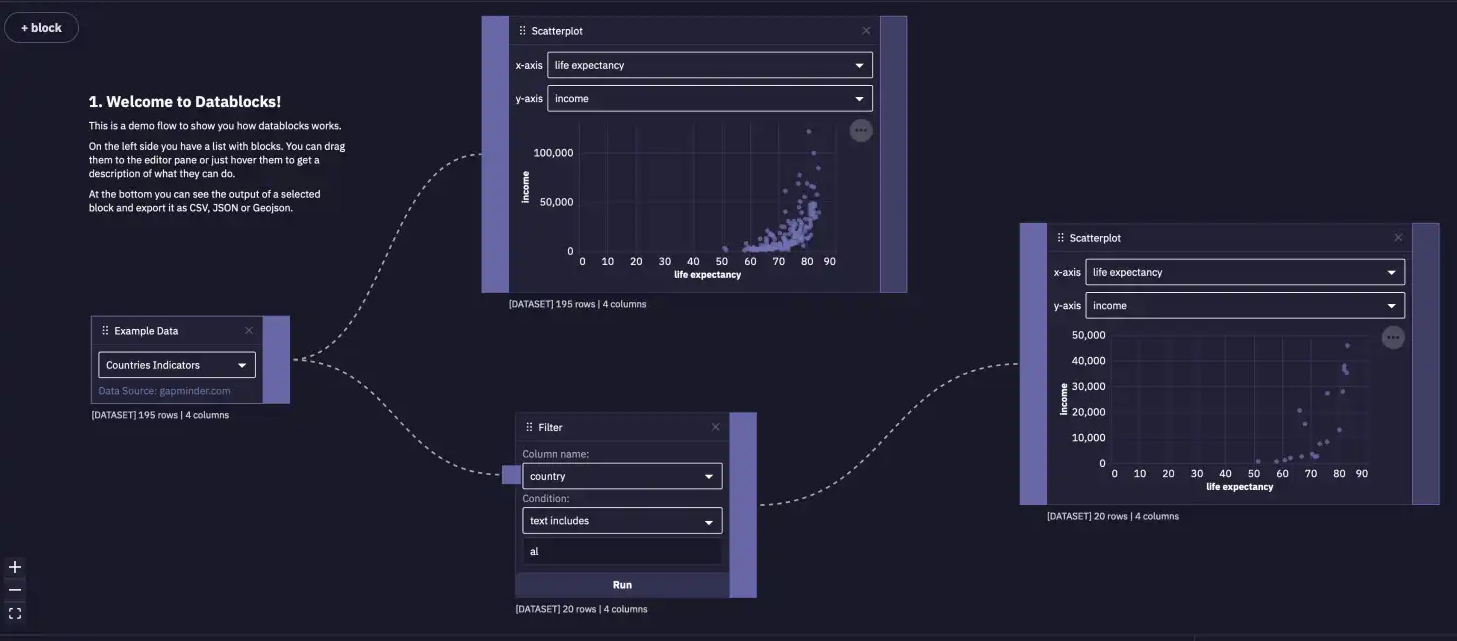 + block
1. Welcome to Datablocks!
This is a demo flow to show you how datablocks works.
On the left side you have a list with blocks. You can drag
them to the editor pane or just hover them to get a
description of what they can do.
At the bottom you can see the output of a selected
block and export it as CSV, JSON or Geojson.
Example Data
Countries Indicators
Data Source: gapminder.com
[DATASET] 195 rows | 4 columns
Scatterplot
x-axis life expectancy
y-axis income
100,000
50,000
0
income
0 10 20 30 40 50 60 70 80 90
life expectancy
[DATASET] 195 rows | 4 columns
Filter
Column name:
country
Condition:
text includes
al
Run
[DATASET] 20 rows | 4 columns
Scatterplot
x-axis life expectancy
y-axis income
50,000
40,000
30,000
20,000
10,000
0
income
0 10 20 30 40 50 60 70 80 90
life expectancy
[DATASET] 20 rows | 4 columns